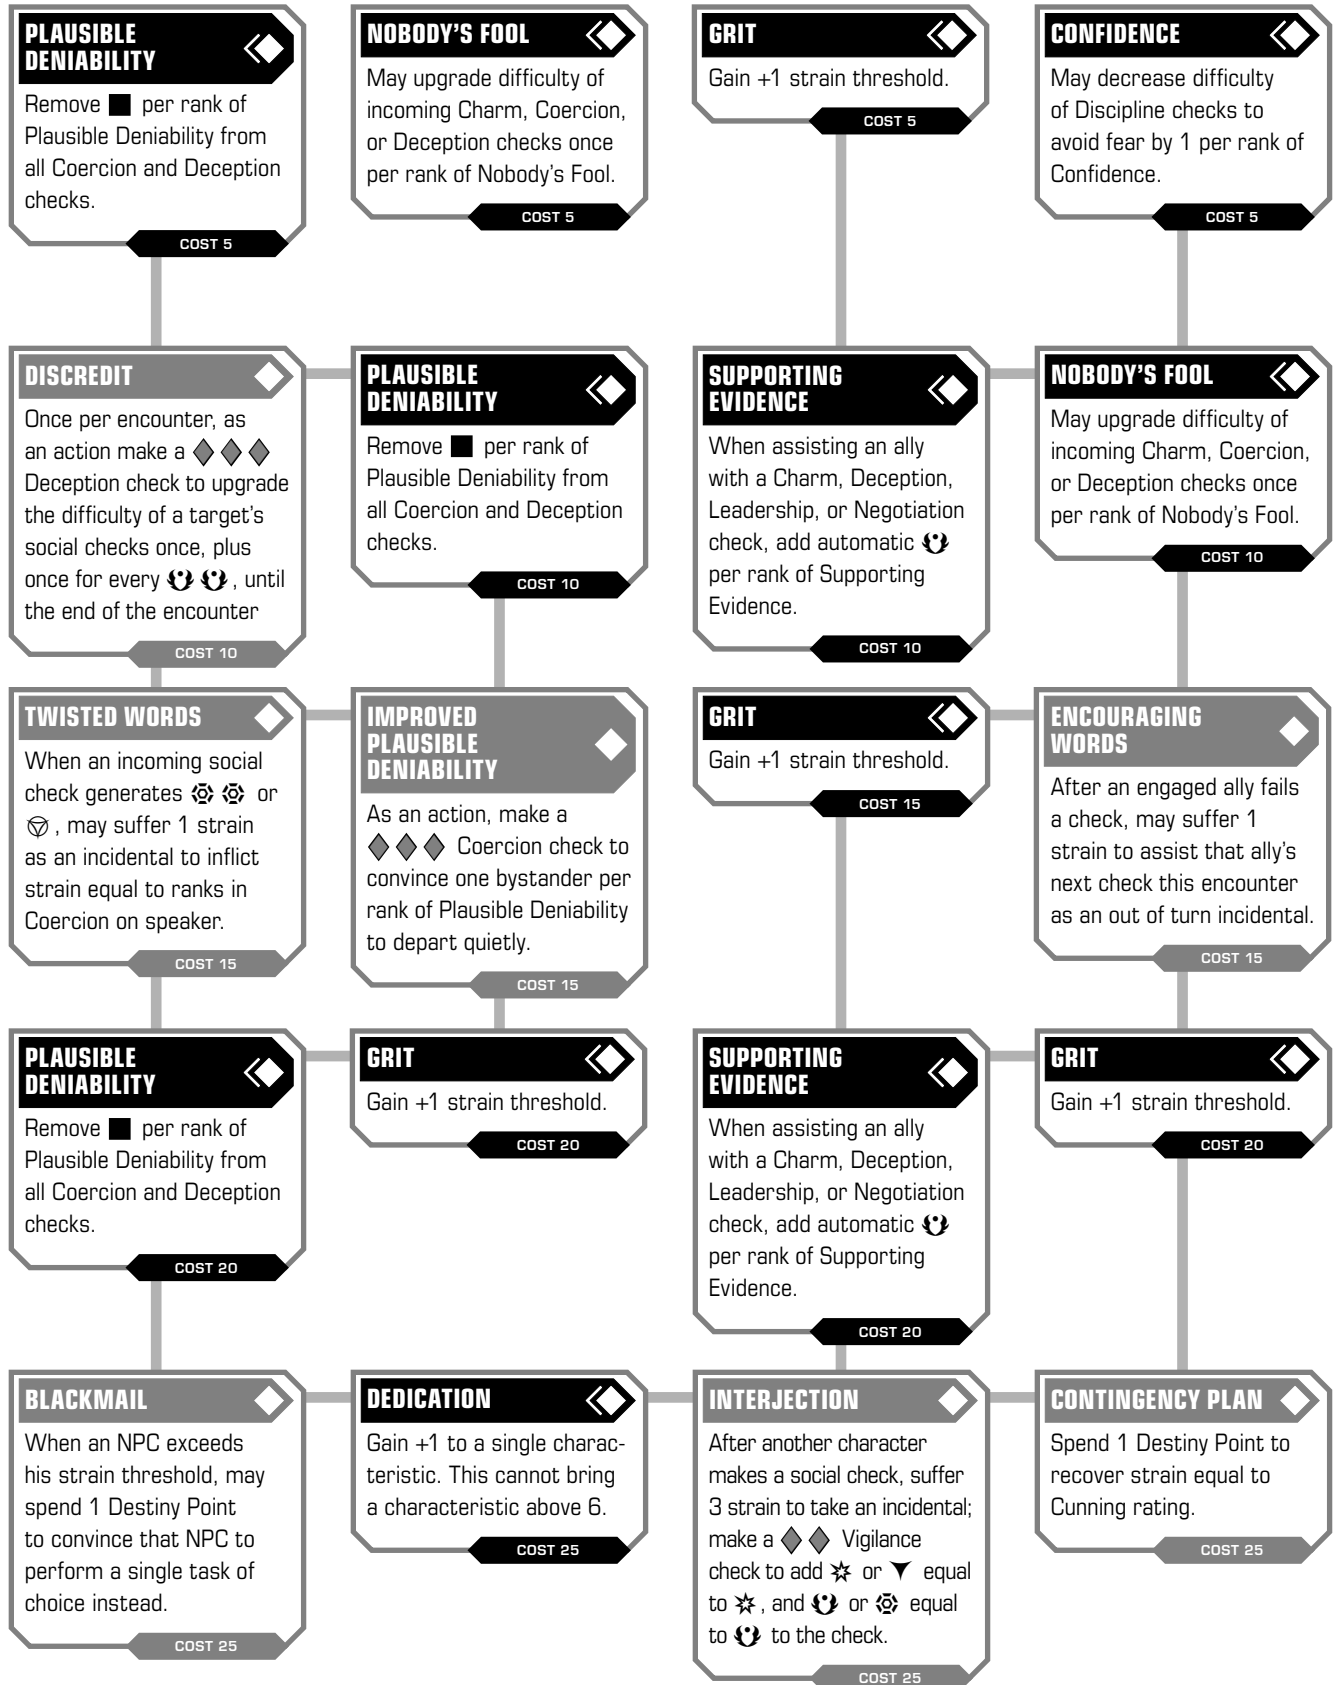 PLAUSIBLE
DENIABILITY
Remove per rank of
Plausible Deniability from
all Coercion and Deception
checks.
COST 5
NOBODY'S FOOL
May upgrade difficulty of
incoming Charm, Coercion,
or Deception checks once
per rank of Nobody's Fool.
COST 5
GRIT
Gain +1 strain threshold.
COST 5
CONFIDENCE
May decrease difficulty
of Discipline checks to
avoid fear by 1 per rank of
Confidence.
COST 5
DISCREDIT
Once per encounter, as
an action make a
Deception check to upgrade
the difficulty of a target's
social checks once, plus
once for every , until
the end of the encounter
COST 10
PLAUSIBLE
DENIABILITY
Remove per rank of
Plausible Deniability from
all Coercion and Deception
checks.
COST 10
SUPPORTING
EVIDENCE
When assisting an ally
with a Charm, Deception,
Leadership, or Negotiation
check, add automatic
per rank of Supporting
Evidence.
COST 10
NOBODY'S FOOL
May upgrade difficulty of
incoming Charm, Coercion,
or Deception checks once
per rank of Nobody's Fool.
COST 10
TWISTED WORDS
When an incoming social
check generates or
, may suffer 1 strain
as an incidental to inflict
strain equal to ranks in
Coercion on speaker.
COST 15
IMPROVED
PLAUSIBLE
DENIABILITY
As an action, make a
Coercion check to
convince one bystander per
rank of Plausible Deniability
to depart quietly.
COST 15
GRIT
Gain +1 strain threshold.
COST 15
ENCOURAGING
WORDS
After an engaged ally fails
a check, may suffer 1
strain to assist that ally's
next check this encounter
as an out of turn incidental.
COST 15
PLAUSIBLE
DENIABILITY
Remove per rank of
Plausible Deniability from
all Coercion and Deception
checks.
COST 20
GRIT
Gain +1 strain threshold.
COST 20
SUPPORTING
EVIDENCE
When assisting an ally
with a Charm, Deception,
Leadership, or Negotiation
check, add automatic
per rank of Supporting
Evidence.
COST 20
GRIT
Gain +1 strain threshold.
COST 20
BLACKMAIL
When an NPC exceeds
his strain threshold, may
spend 1 Destiny Point
to convince that NPC to
perform a single task of
choice instead.
COST 25
DEDICATION
Gain +1 to a single charac-
teristic. This cannot bring
a characteristic above 6.
COST 25
INTERJECTION
After another character
makes a social check, suffer
3 strain to take an incidental;
make a Vigilance
check to add or equal
to , and or equal
to to the check.
COST 25
CONTINGENCY PLAN
Spend 1 Destiny Point to
recover strain equal to
Cunning rating.
COST 25